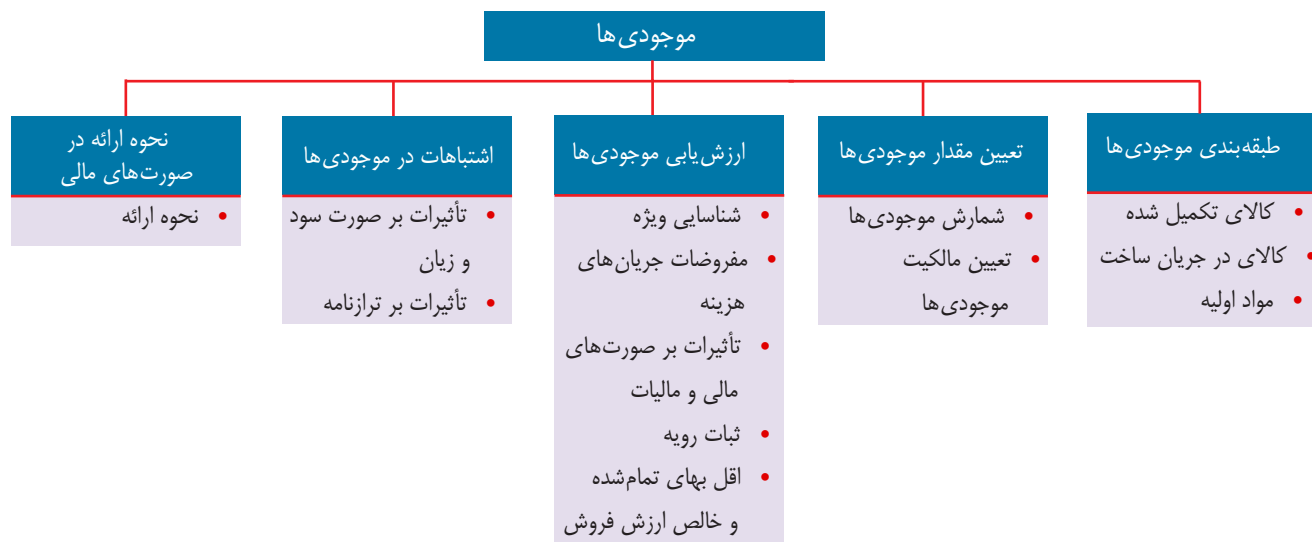 موجودی‌ها
طبقه‌بندی موجودی‌ها
• کالای تکمیل شده
• کالای در جریان ساخت
• مواد اولیه
تعیین مقدار موجودی‌ها
• شمارش موجودی‌ها
• تعیین مالکیت
موجودی‌ها
ارزش‌یابی موجودی‌ها
• شناسایی ویژه
• مفروضات جریان‌های
هزینه
• تأثیرات بر صورت‌های
مالی و مالیات
• ثبات رویه
• اقل بهای تمام‌شده
و خالص ارزش فروش
اشتباهات در موجودی‌ها
• تأثیرات بر صورت سود
و زیان
• تأثیرات بر ترازنامه
نحوه ارائه در
صورت‌های مالی
• نحوه ارائه